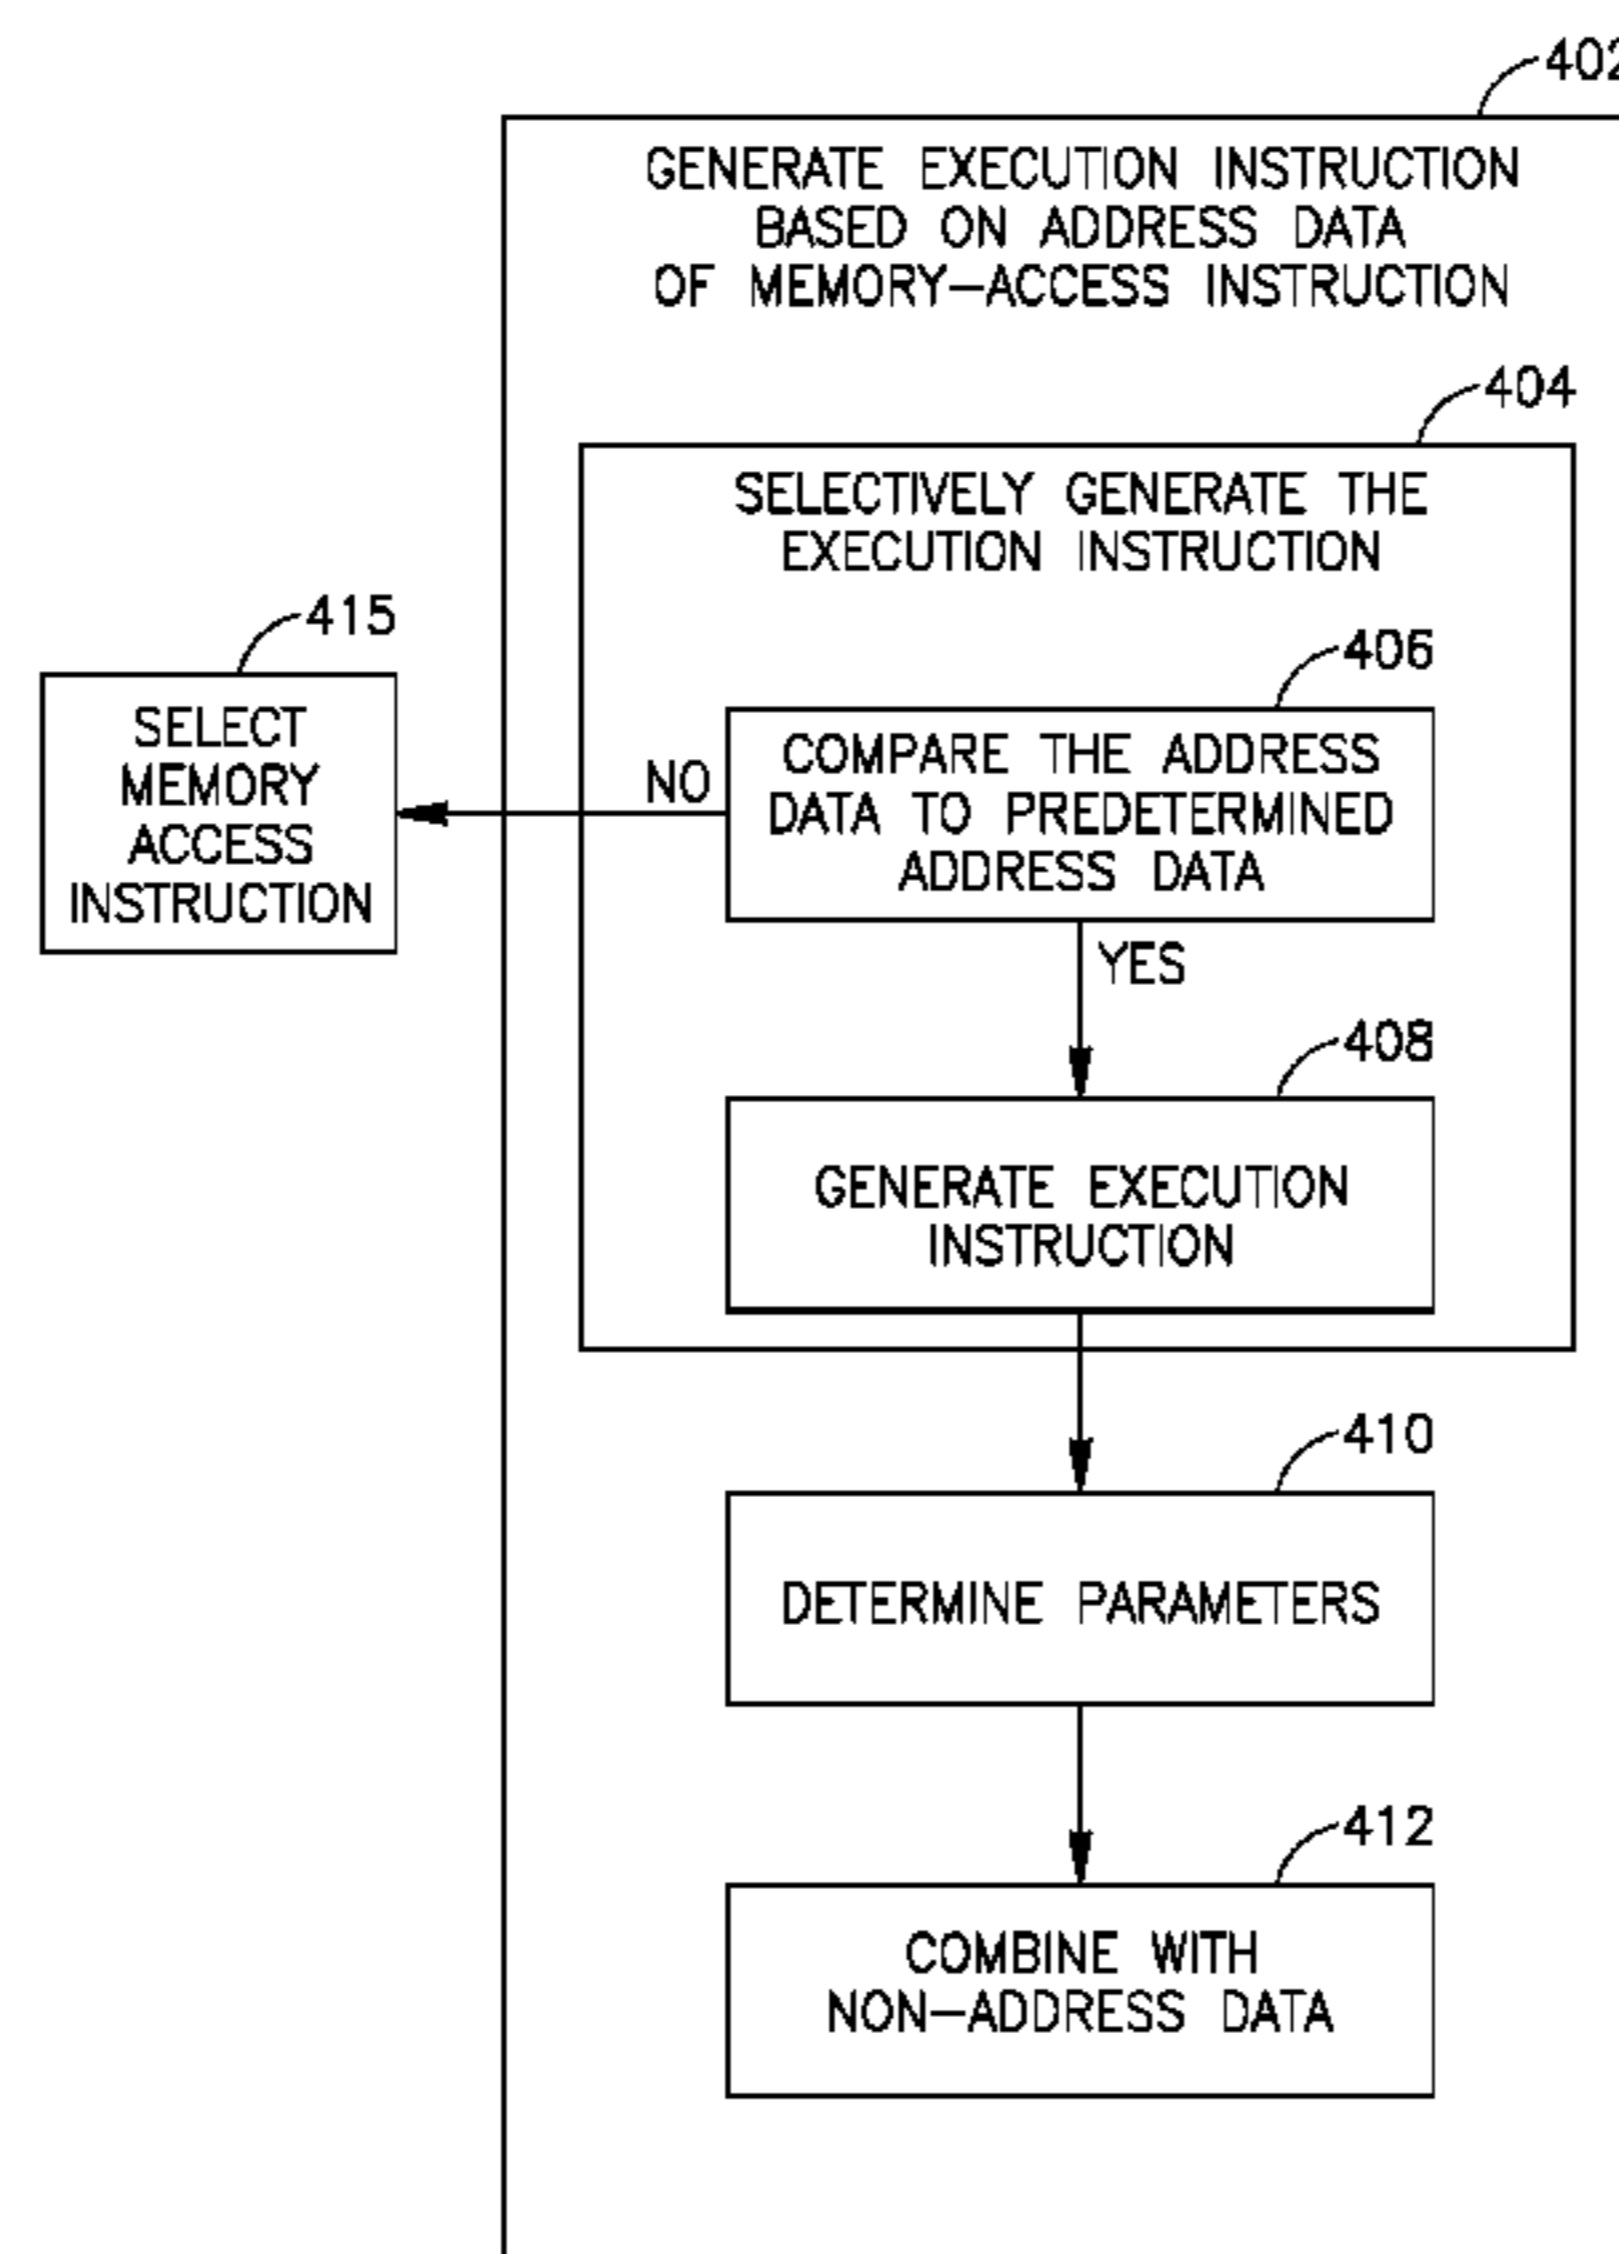 402
GENERATE EXECUTION INSTRUCTION
BASED ON ADDRESS DATA
OF MEMORY–ACCESS INSTRUCTION
404
SELECTIVELY GENERATE THE
EXECUTION INSTRUCTION
415
SELECT
MEMORY
ACCESS
INSTRUCTION
406
NO
COMPARE THE ADDRESS
DATA TO PREDETERMINED
ADDRESS DATA
YES
408
GENERATE EXECUTION
INSTRUCTION
410
DETERMINE PARAMETERS
412
COMBINE WITH
NON–ADDRESS DATA